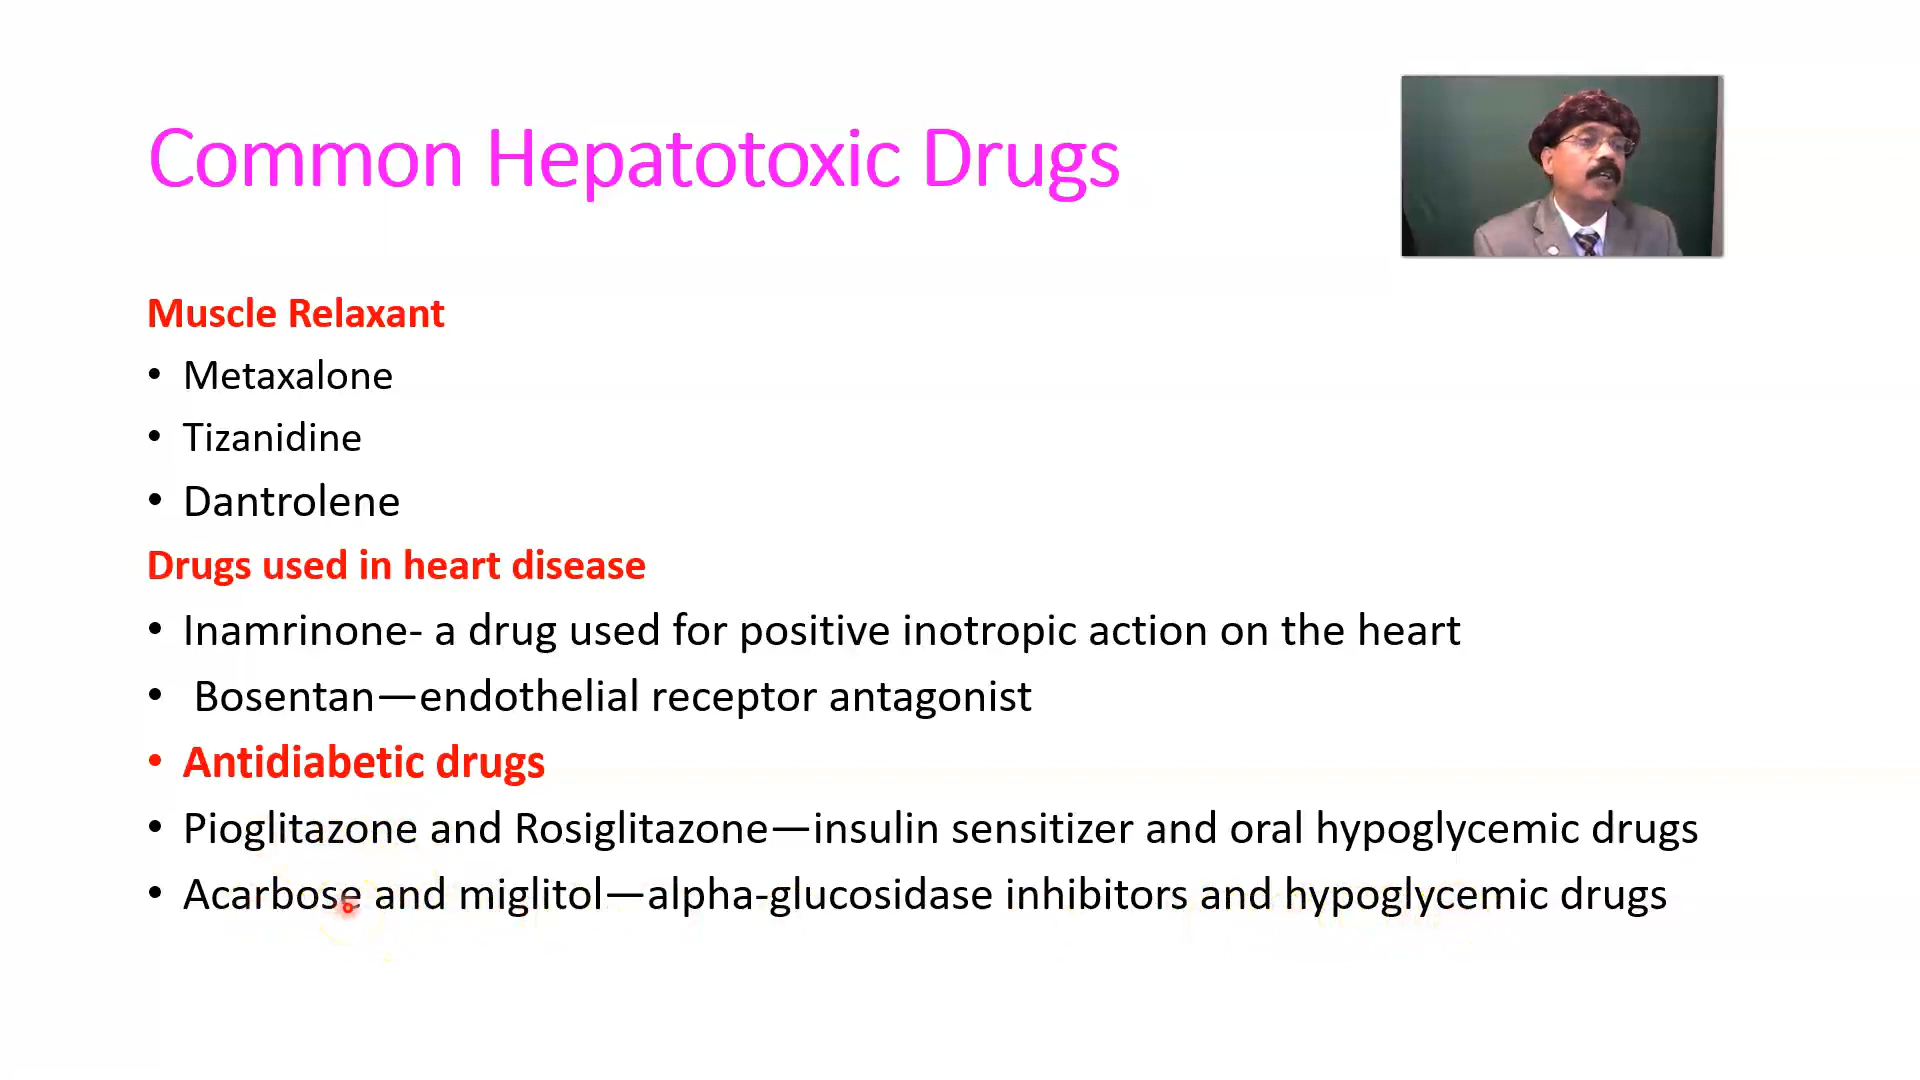 Common Hepatotoxic Drugs
Muscle Relaxant
• Metaxalone
• Tizanidine
• Dantrolene
Drugs used in heart disease
• Inamrinone- a drug used for positive inotropic action on the heart
• Bosentan—endothelial receptor antagonist
• Antidiabetic drugs
• Pioglitazone and Rosiglitazone—insulin sensitizer and oral hypoglycemic drugs
• Acarbose and miglitol—alpha-glucosidase inhibitors and hypoglycemic drugs